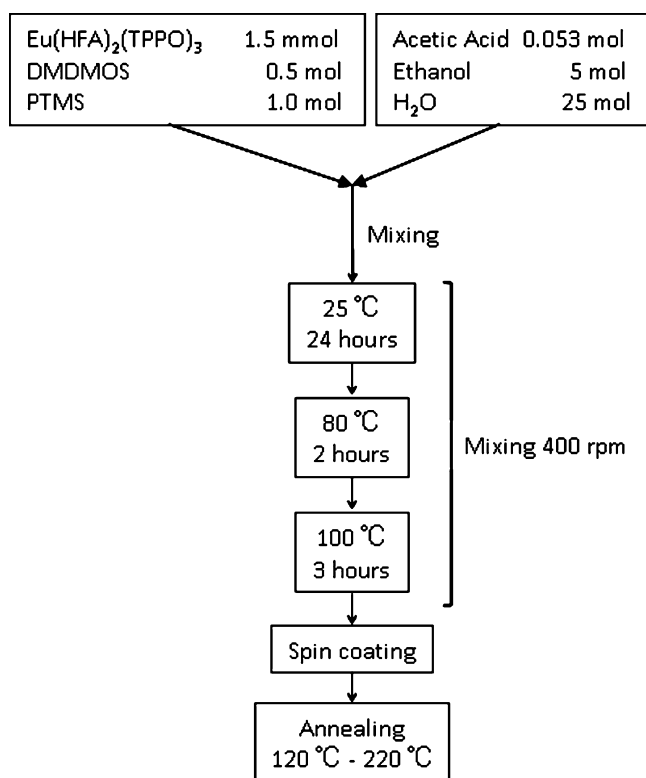 Eu(HFA)₂(TPPO)₃ 1.5 mmol
DMDMOS 0.5 mol
PTMS 1.0 mol
Acetic Acid 0.053 mol
Ethanol 5 mol
H₂O 25 mol
Mixing
25 °C
24 hours
80 °C
2 hours
100 °C
3 hours
Mixing 400 rpm
Spin coating
Annealing
120 °C - 220 °C